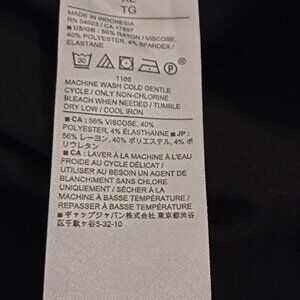 XL
TG
MADE IN INDONESIA
RN 54023 / CA 17897
■ US/GB : 56% RAYON / VISCOSE,
40% POLYESTER, 4% SPANDEX /
ELASTANE
30
P
1166
MACHINE WASH COLD GENTLE
CYCLE / ONLY NON-CHLORINE
BLEACH WHEN NEEDED / TUMBLE
DRY LOW / COOL IRON
■ CA : 56% VISCOSE, 40%
POLYESTER, 4% ÉLASTHANNE ■ JP :
56% レーヨン, 40% ポリエステル, 4% ポ
リウレタン
■ CA : LAVER À LA MACHINE À L'EAU
FROIDE AU CYCLE DÉLICAT /
UTILISER AU BESOIN UN AGENT DE
BLANCHIMENT SANS CHLORE
UNIQUEMENT / SÉCHER À LA
MACHINE À BASSE TEMPÉRATURE /
REPASSER À BASSE TEMPÉRATURE
■ ギャップジャパン株式会社 東京都渋谷
区千駄ヶ谷5-32-10